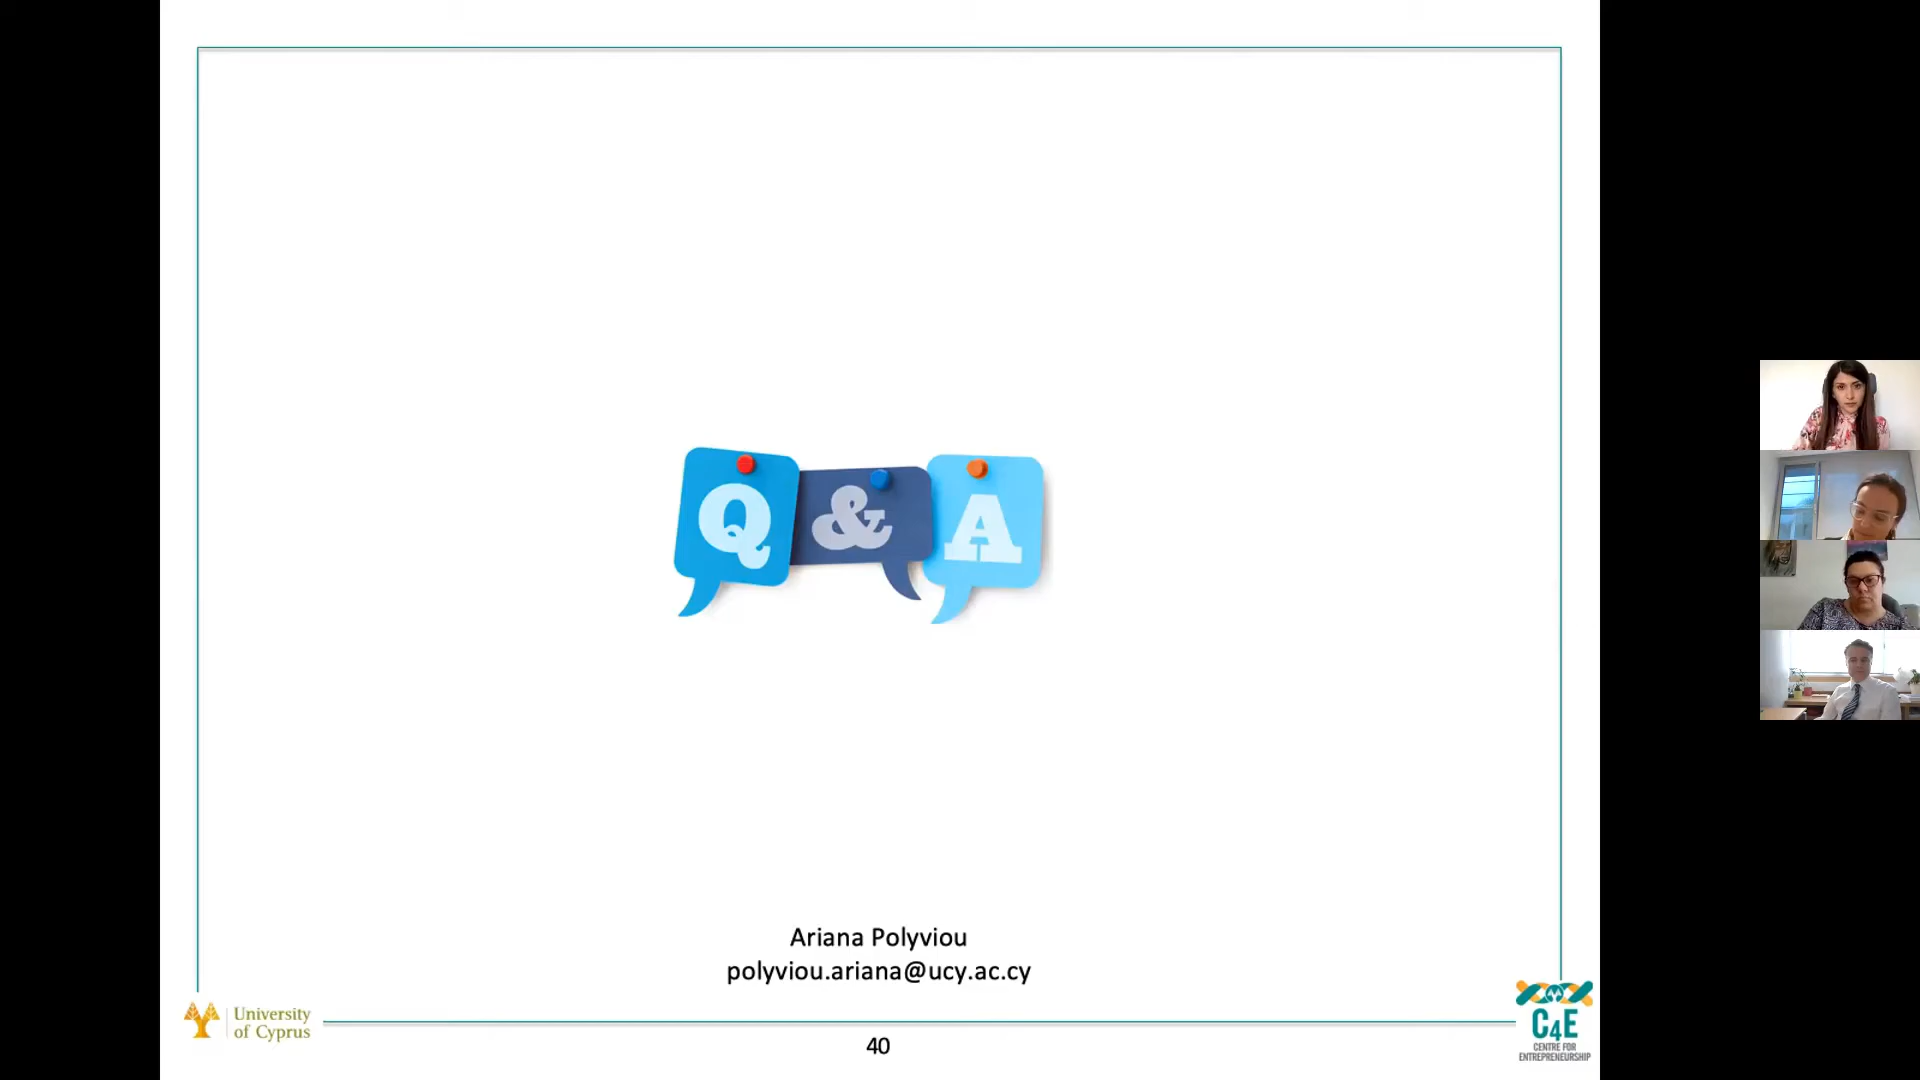 Q & A
Ariana Polyviou
polyviou.ariana@ucy.ac.cy
University
of Cyprus
40
C4E
CENTRE FOR
ENTREPRENEURSHIP